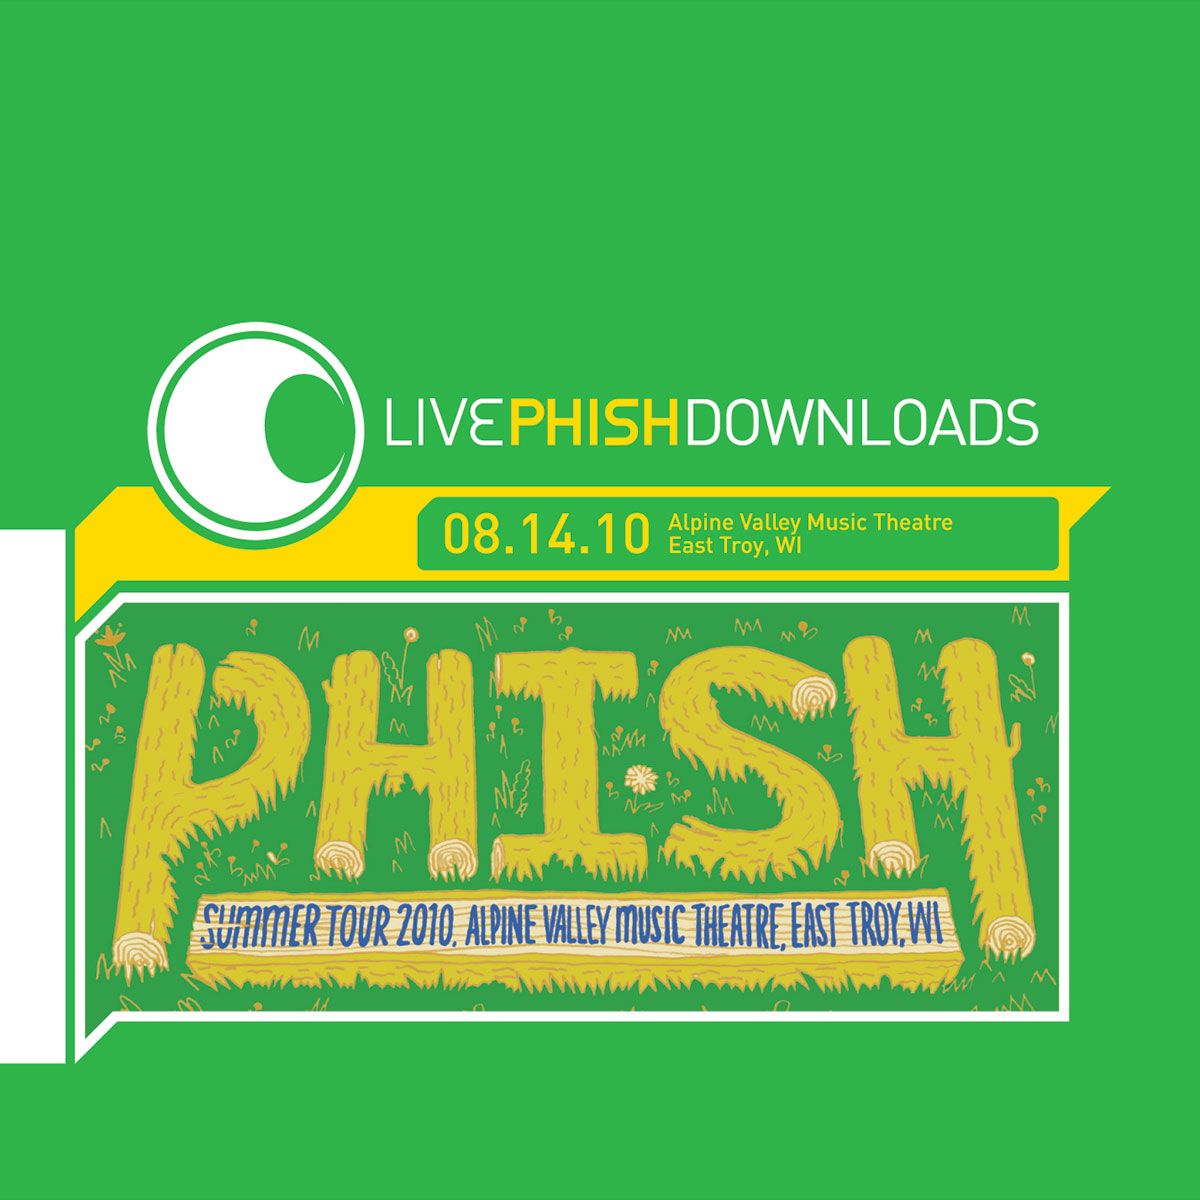 LIVEPHISHDOWNLOADS
08.14.10
Alpine Valley Music Theatre
East Troy, WI
PHISH
SUMMER TOUR 2010, ALPINE VALLEY MUSIC THEATRE, EAST TROY, WI